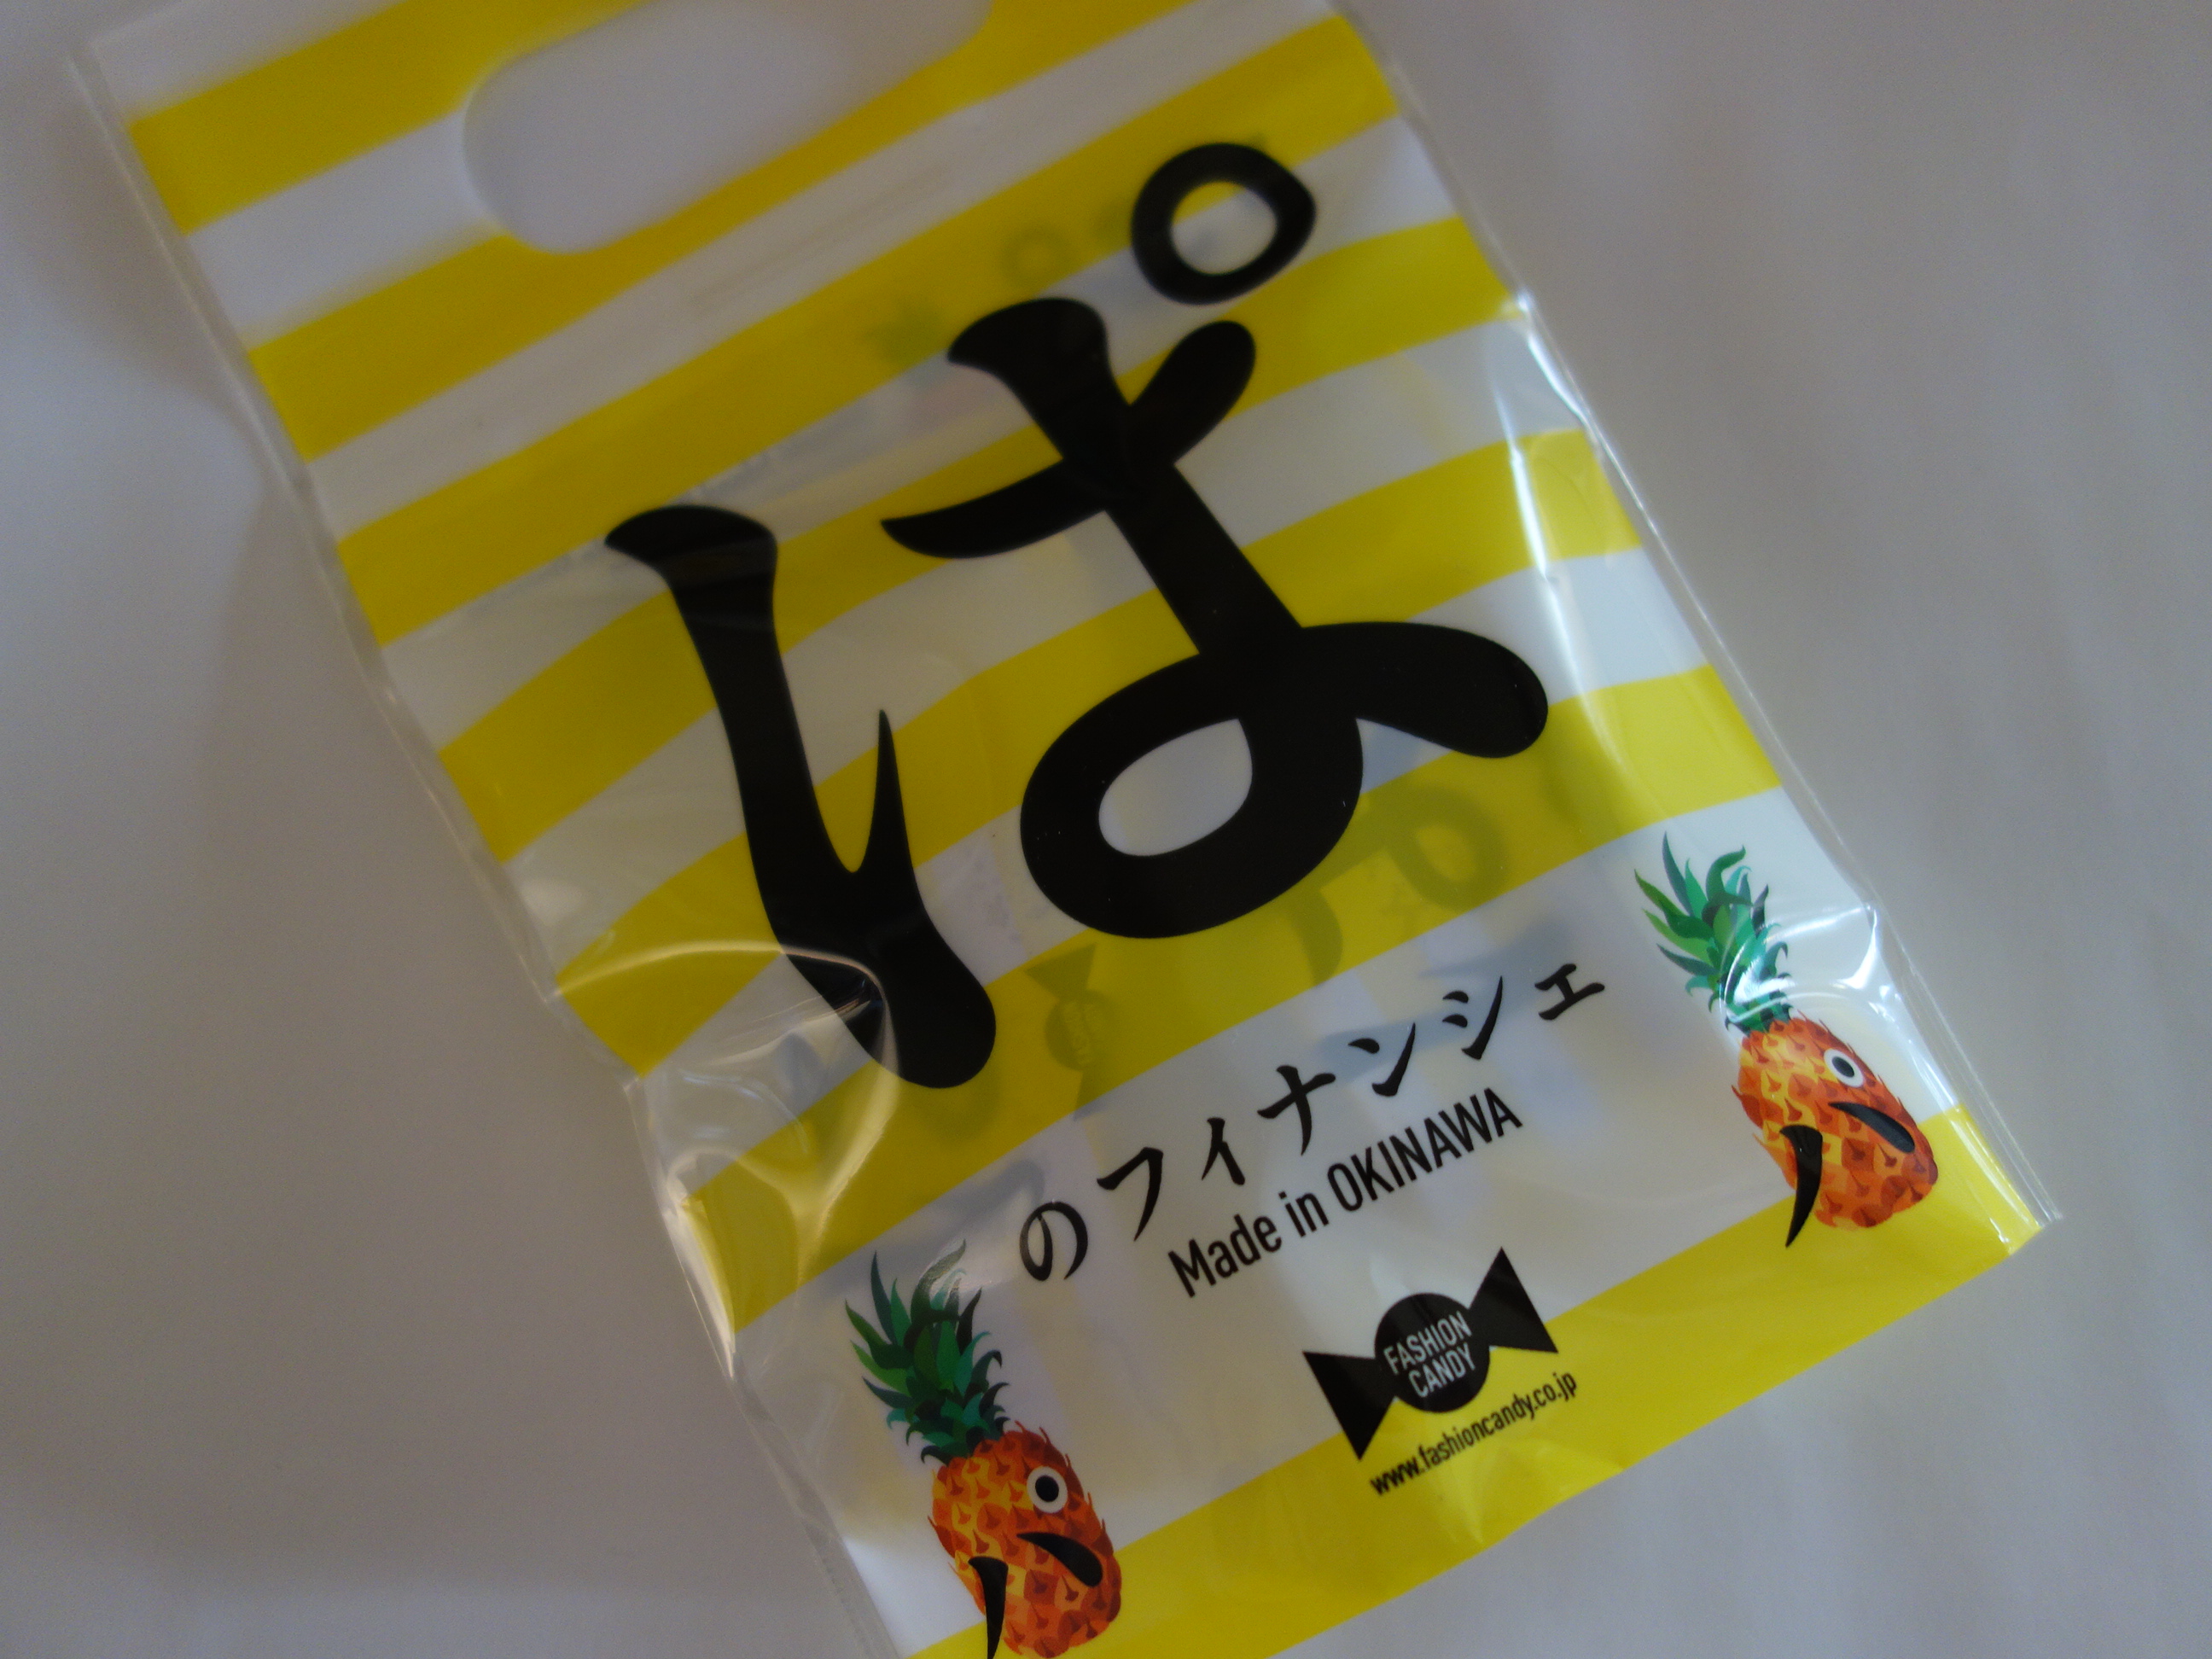 ぱ
のフィナンシェ
Made in OKINAWA
FASHION
CANDY
www.fashioncandy.co.jp